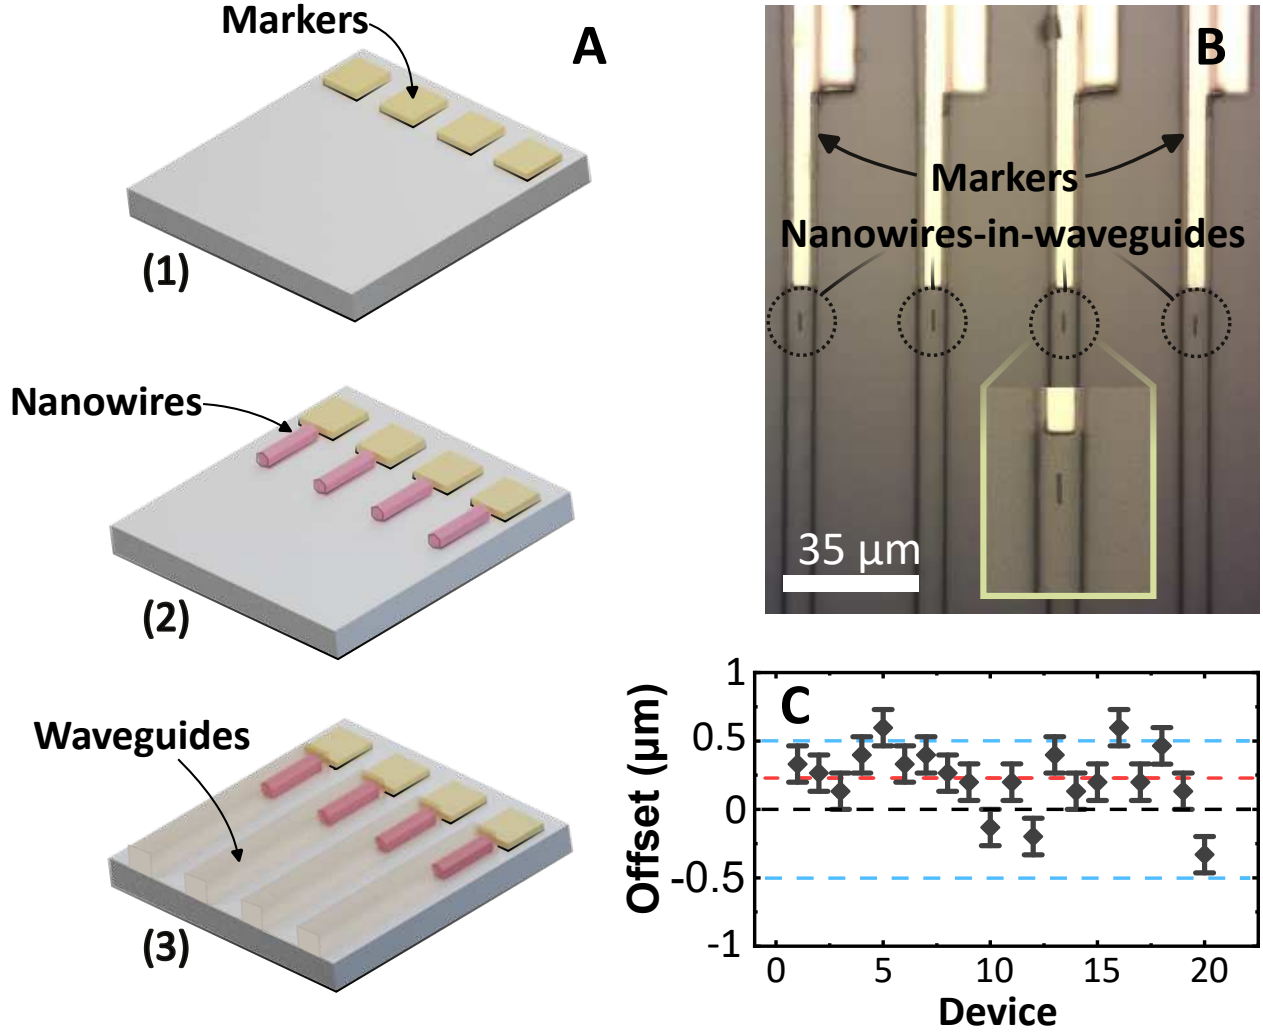 Markers
A
(1)
Nanowires
(2)
Waveguides
(3)
B
Markers
Nanowires-in-waveguides
35 µm
C
Offset (µm)
1
0.5
0
-0.5
-1
0 5 10 15 20
Device